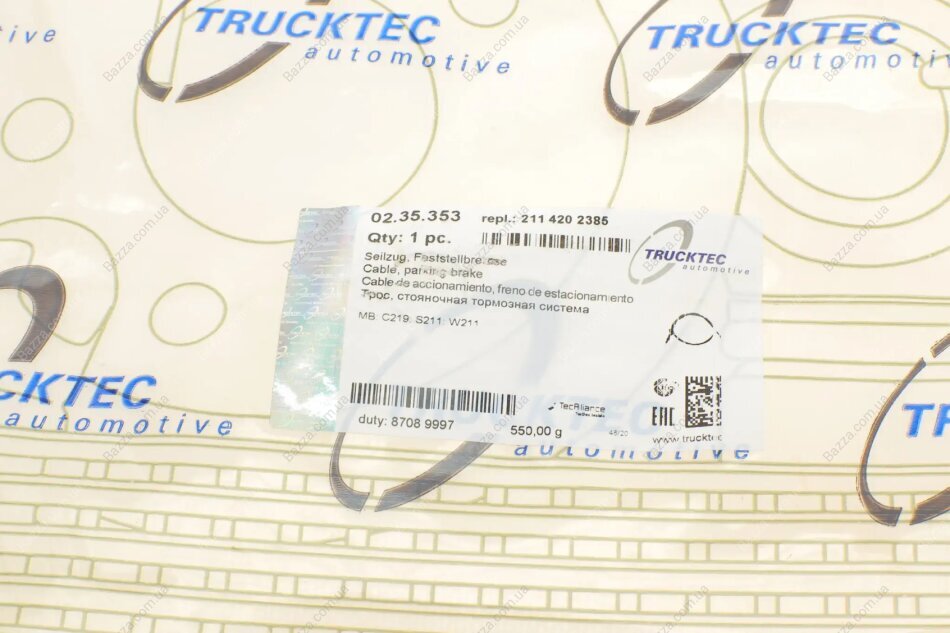 TRUCKTEC
automotive
TRUCKTEC
automotive
02.35.353 repl.: 211 420 2385
Qty: 1 pc.
TRUCKTEC
automotive
Seilzug, Feststellbremse
Cable, parking brake
Cable de accionamiento, freno de estacionamiento
Трос, стояночная тормозная система
MB: C219; S211; W211
TecAlliance
duty: 8708 9997
550,00 g
46/20
EAC
www.trucktec
automotive
TRUCKTEC
automotive